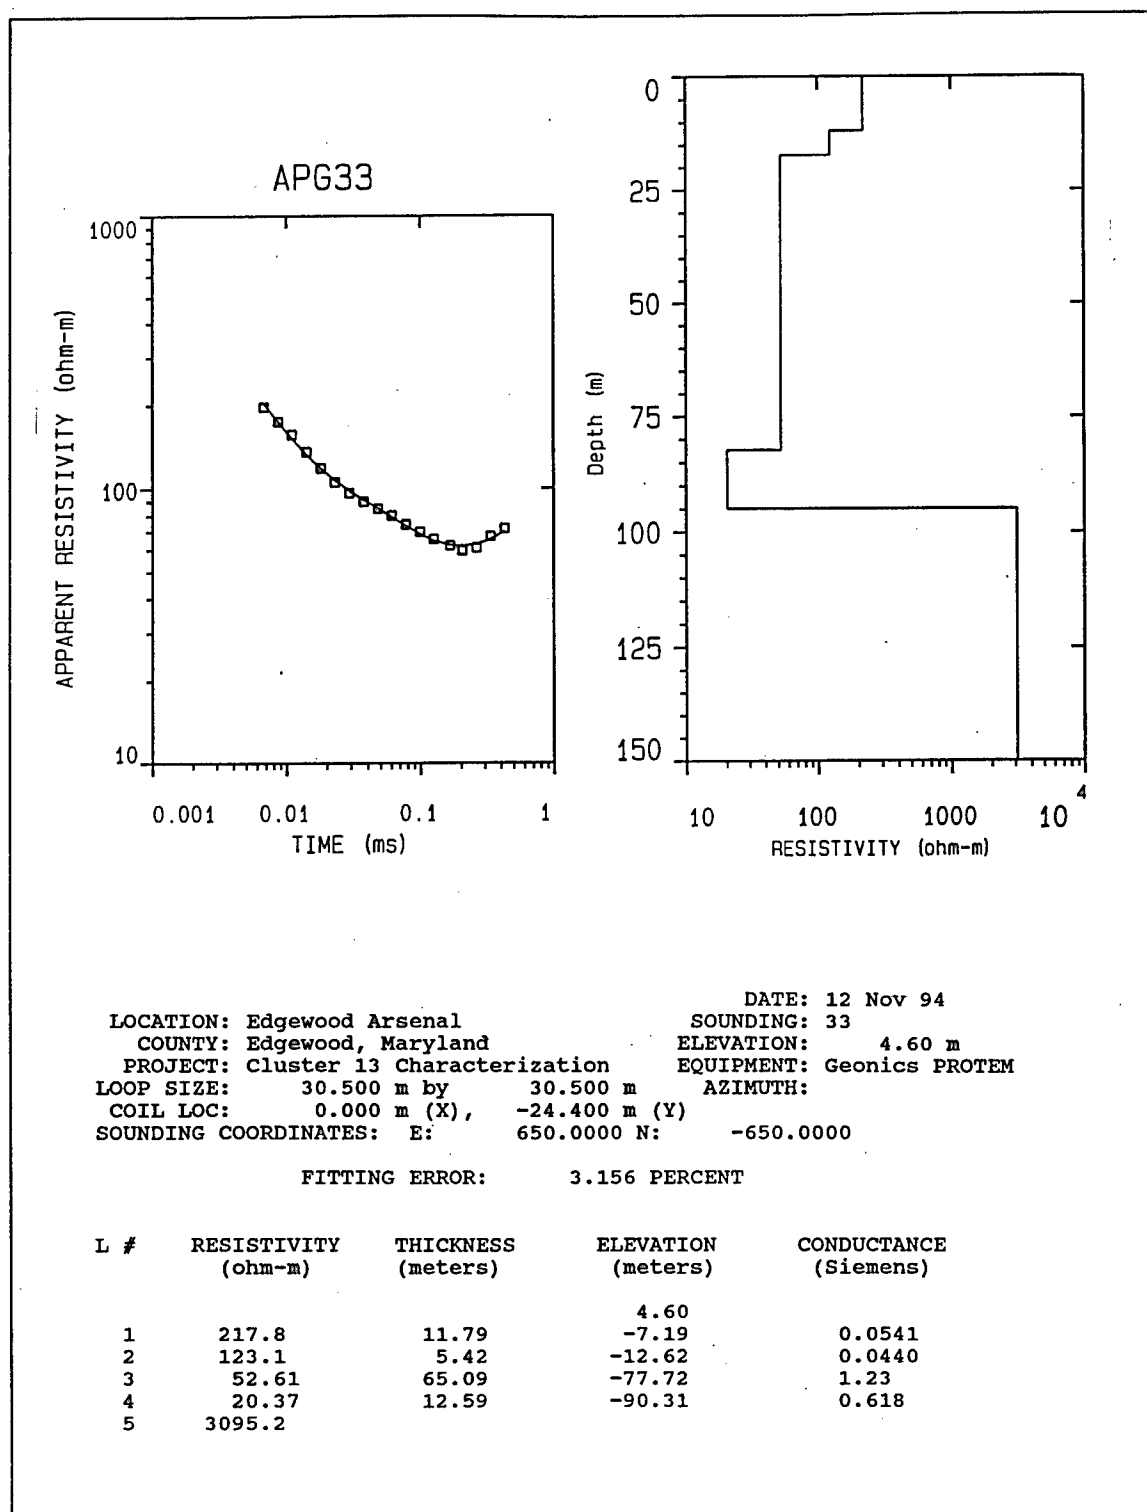 APG33
1000
100
10
APPARENT RESISTIVITY (ohm-m)
0.001 0.01 0.1 1
TIME (ms)
0
25
50
75
100
125
150
Depth (m)
10 100 1000 10 4
RESISTIVITY (ohm-m)
DATE: 12 Nov 94
LOCATION: Edgewood Arsenal SOUNDING: 33
COUNTY: Edgewood, Maryland ELEVATION: 4.60 m
PROJECT: Cluster 13 Characterization EQUIPMENT: Geonics PROTEM
LOOP SIZE: 30.500 m by 30.500 m AZIMUTH:
COIL LOC: 0.000 m (X), -24.400 m (Y)
SOUNDING COORDINATES: E: 650.0000 N: -650.0000
FITTING ERROR: 3.156 PERCENT
L # RESISTIVITY THICKNESS ELEVATION CONDUCTANCE
(ohm-m) (meters) (meters) (Siemens)
4.60
1 217.8 11.79 -7.19 0.0541
2 123.1 5.42 -12.62 0.0440
3 52.61 65.09 -77.72 1.23
4 20.37 12.59 -90.31 0.618
5 3095.2